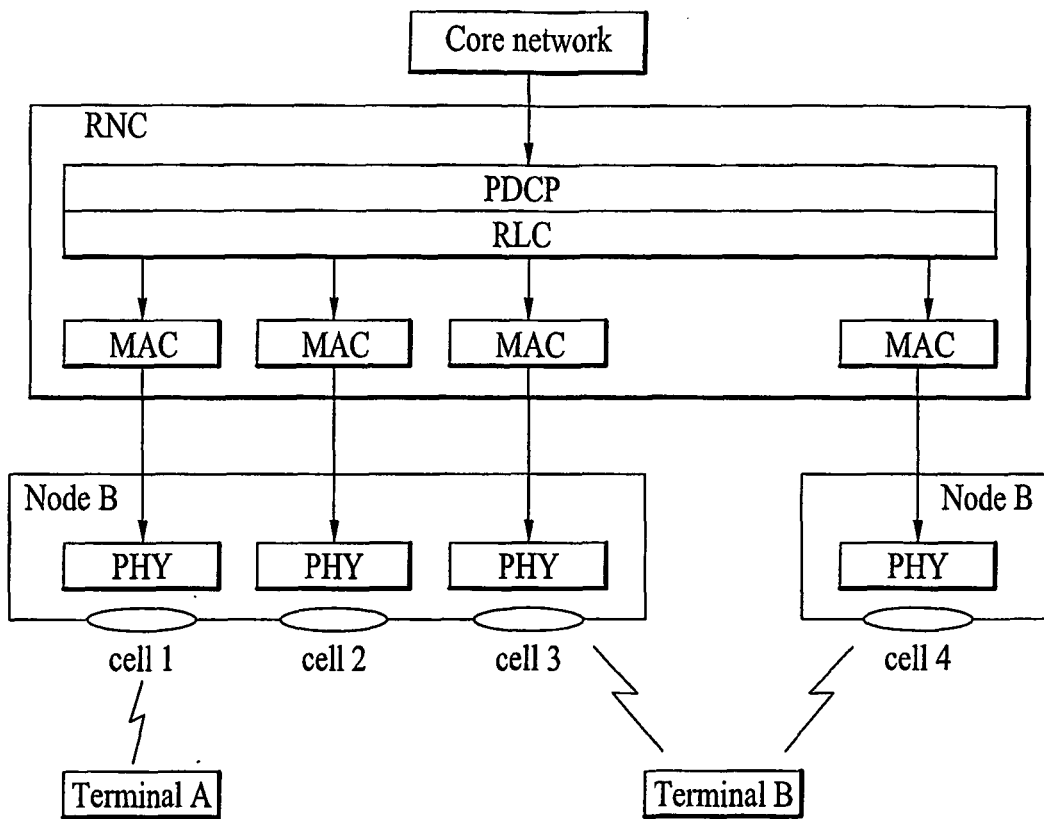 Core network
RNC
PDCP
RLC
MAC MAC MAC MAC
Node B Node B
PHY PHY PHY PHY
cell 1 cell 2 cell 3 cell 4
Terminal A Terminal B